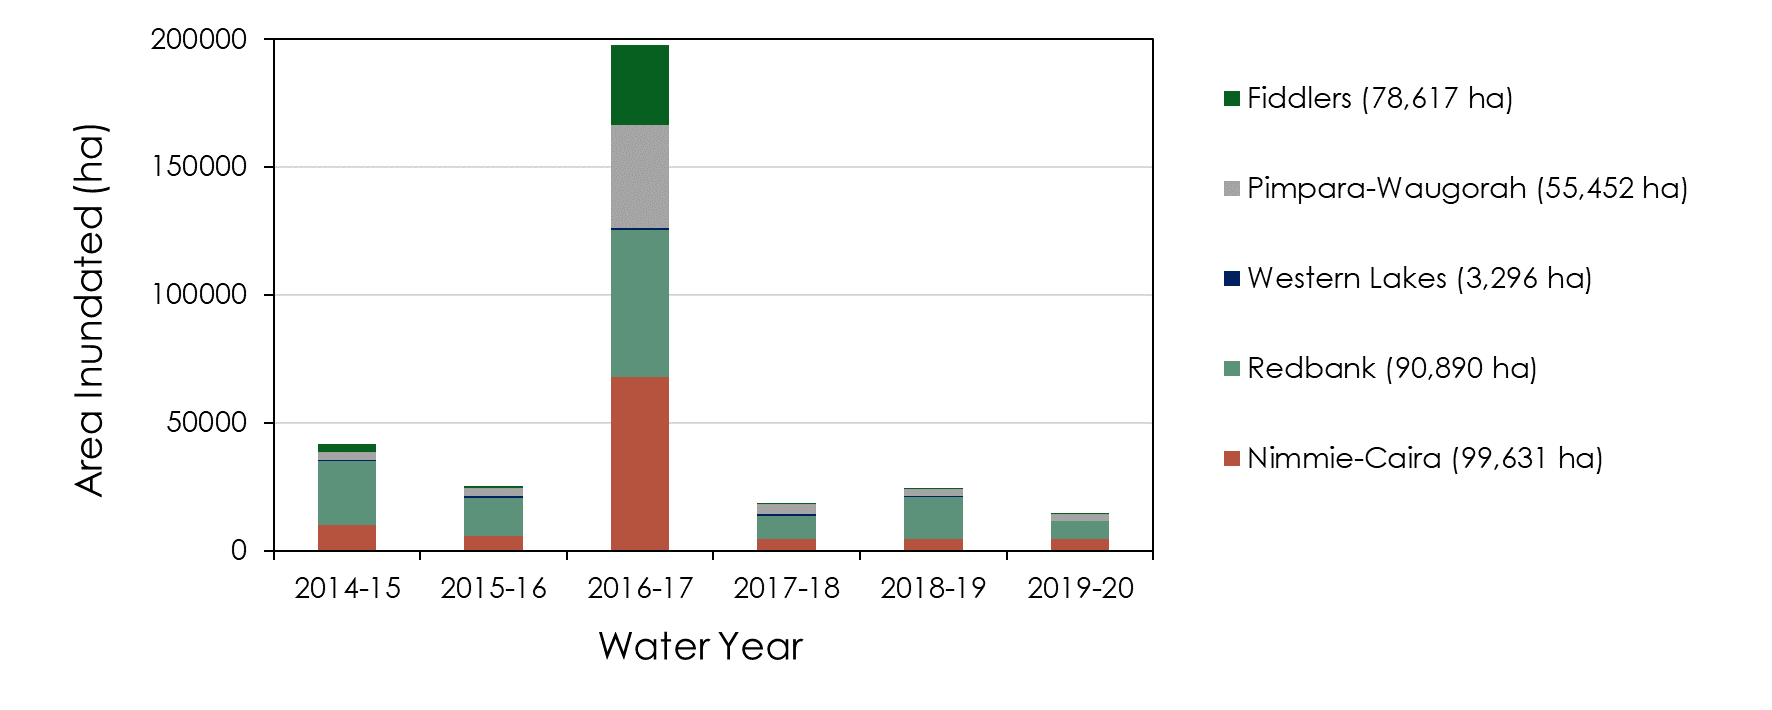 200000
150000
100000
50000
0
Area Inundated (ha)
2014-15 2015-16 2016-17 2017-18 2018-19 2019-20
Water Year
Fiddlers (78,617 ha)
Pimpara-Waugorah (55,452 ha)
Western Lakes (3,296 ha)
Redbank (90,890 ha)
Nimmie-Caira (99,631 ha)